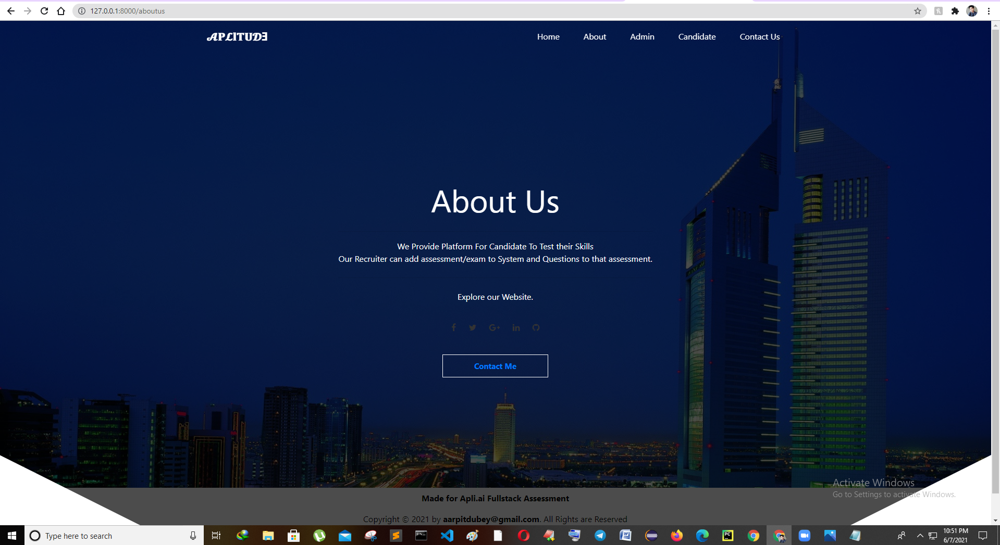 127.0.0.1:8000/aboutus
APLITUDE
Home
About
Admin
Candidate
Contact Us
About Us
We Provide Platform For Candidate To Test their Skills
Our Recruiter can add assessment/exam to System and Questions to that assessment.
Explore our Website.
Contact Me
Activate Windows
Go to Settings to activate Windows.
Made for Apli.ai Fullstack Assessment
Copyright © 2021 by aarpitdubey@gmail.com. All Rights are Reserved
Type here to search
10:51 PM
6/7/2021